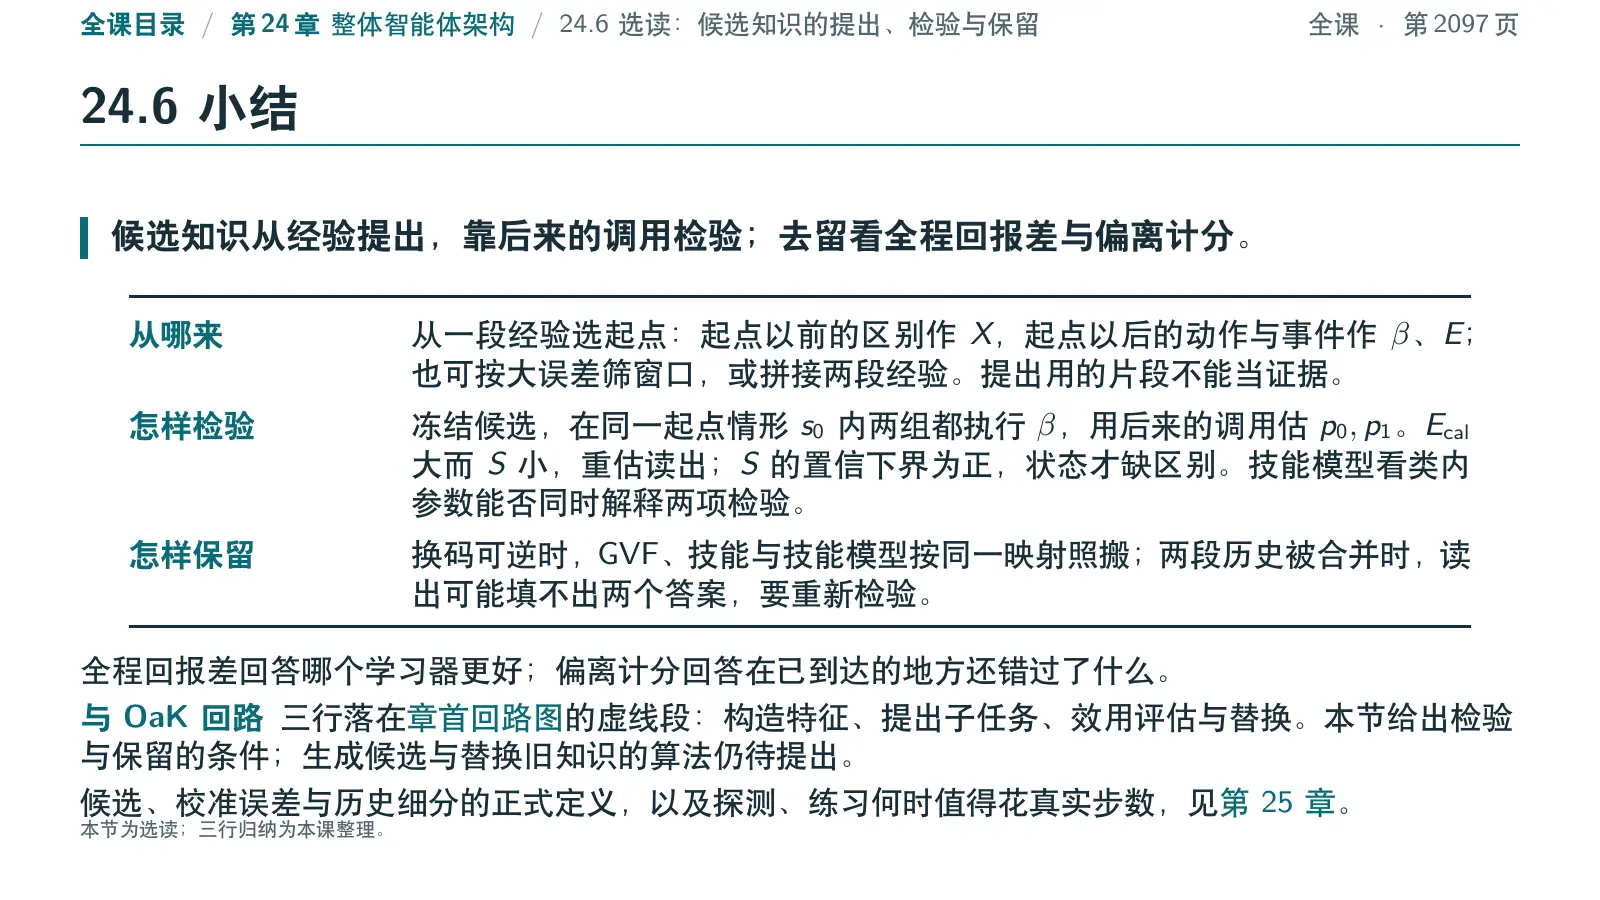 全课目录 / 第 24 章 整体智能体架构 / 24.6 选读：候选知识的提出、检验与保留
全课 · 第 2097 页
24.6 小结
候选知识从经验提出，靠后来的调用检验；去留看全程回报差与偏离计分。
从哪来
从一段经验选起点：起点以前的区别作 X，起点以后的动作与事件作 β、E；
也可按大误差筛窗口，或拼接两段经验。提出用的片段不能当证据。
怎样检验
冻结候选，在同一起点情形 s₀ 内两组都执行 β，用后来的调用估 p₀, p₁。E_cal
大而 S 小，重估读出；S 的置信下界为正，状态才缺区别。技能模型看类内
参数能否同时解释两项检验。
怎样保留
换码可逆时，GVF、技能与技能模型按同一映射照搬；两段历史被合并时，读
出可能填不出两个答案，要重新检验。
全程回报差回答哪个学习器更好；偏离计分回答在已到达的地方还错过了什么。
与 OaK 回路 三行落在章首回路图的虚线段：构造特征、提出子任务、效用评估与替换。本节给出检验
与保留的条件；生成候选与替换旧知识的算法仍待提出。
候选、校准误差与历史细分的正式定义，以及探测、练习何时值得花真实步数，见第 25 章。
本节为选读；三行归纳为本课整理。